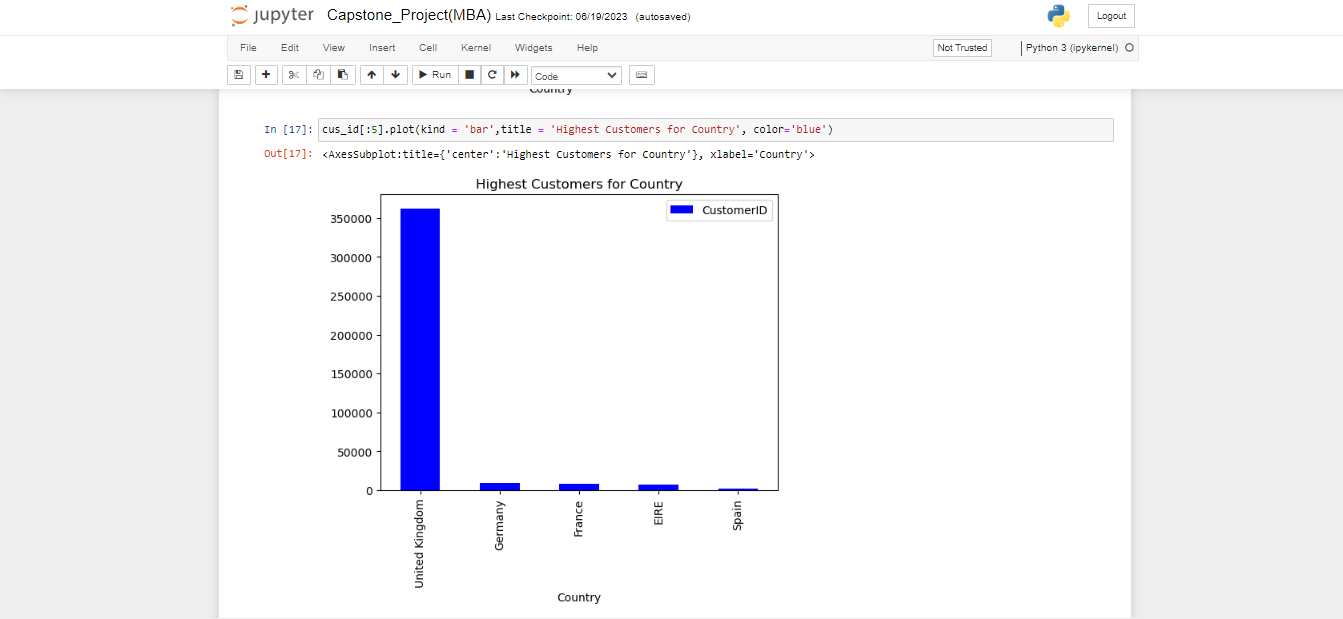 jupyter Capstone_Project(MBA) Last Checkpoint: 06/19/2023 (autosaved) Logout
File Edit View Insert Cell Kernel Widgets Help Not Trusted Python 3 (ipykernel)
Run Code
Country
In [17]: cus_id[:5].plot(kind = 'bar',title = 'Highest Customers for Country', color='blue')
Out[17]: <AxesSubplot:title={'center':'Highest Customers for Country'}, xlabel='Country'>
Highest Customers for Country
CustomerID
350000
300000
250000
200000
150000
100000
50000
0
United Kingdom
Germany
France
EIRE
Spain
Country